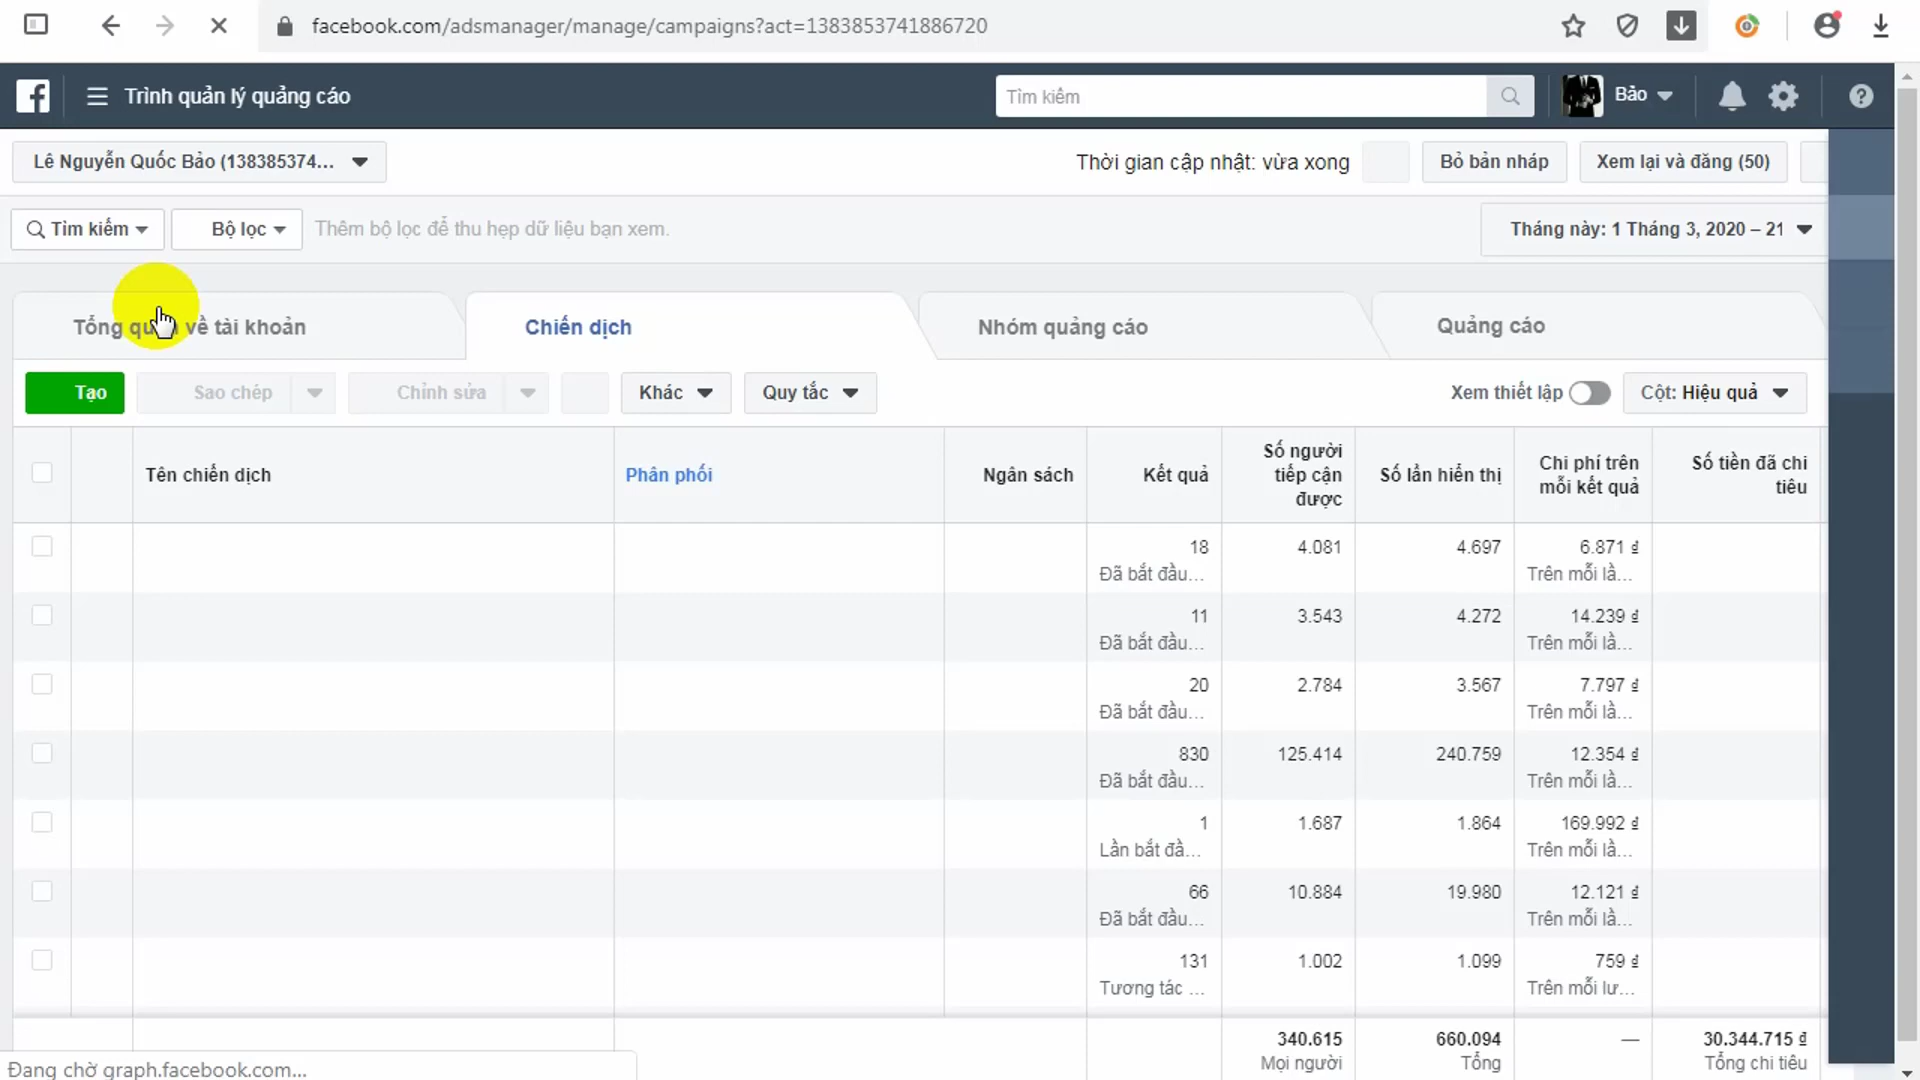 facebook.com/adsmanager/manage/campaigns?act=1383853741886720
Trình quản lý quảng cáo
Tìm kiếm
Bảo
Lê Nguyễn Quốc Bảo (138385374...
Thời gian cập nhật: vừa xong
Bỏ bản nháp
Xem lại và đăng (50)
Tìm kiếm
Bộ lọc
Thêm bộ lọc để thu hẹp dữ liệu bạn xem.
Tháng này: 1 Tháng 3, 2020 – 21
Tổng quan về tài khoản
Chiến dịch
Nhóm quảng cáo
Quảng cáo
Tạo
Sao chép
Chỉnh sửa
Khác
Quy tắc
Xem thiết lập
Cột: Hiệu quả
Tên chiến dịch
Phân phối
Ngân sách
Kết quả
Số người
tiếp cận
được
Số lần hiển thị
Chi phí trên
mỗi kết quả
Số tiền đã chi
tiêu
18 4.081 4.697 6.871 ₫
Đã bắt đầu... Trên mỗi lầ...
11 3.543 4.272 14.239 ₫
Đã bắt đầu... Trên mỗi lầ...
20 2.784 3.567 7.797 ₫
Đã bắt đầu... Trên mỗi lầ...
830 125.414 240.759 12.354 ₫
Đã bắt đầu... Trên mỗi lầ...
1 1.687 1.864 169.992 ₫
Lần bắt đầ... Trên mỗi lầ...
66 10.884 19.980 12.121 ₫
Đã bắt đầu... Trên mỗi lầ...
131 1.002 1.099 759 ₫
Tương tác ... Trên mỗi lư...
340.615 660.094 — 30.344.715 ₫
Mọi người Tổng Tổng chi tiêu
Đang chờ graph.facebook.com...